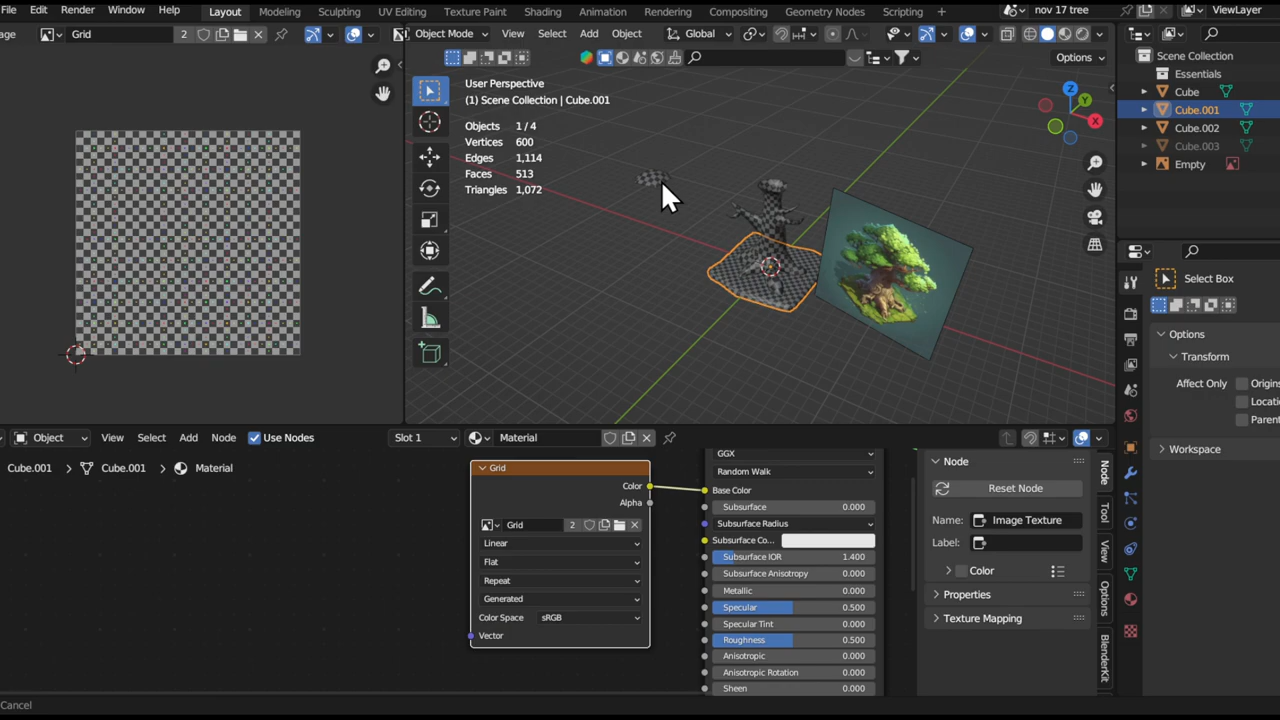 File Edit Render Window Help Layout Modeling Sculpting UV Editing Texture Paint Shading Animation Rendering Compositing Geometry Nodes Scripting + nov 17 tree ViewLayer
age Grid 2 Object Mode View Select Add Object Global
Options
User Perspective
(1) Scene Collection | Cube.001
Objects 1 / 4
Vertices 600
Edges 1,114
Faces 513
Triangles 1,072
Z
Y
X
Scene Collection
Essentials
Cube
Cube.001
Cube.002
Cube.003
Empty
Select Box
Options
Transform
Affect Only Origins
Locatio
Parent
Workspace
Object View Select Add Node Use Nodes Slot 1 Material
Cube.001 > Cube.001 > Material
Grid
Color
Alpha
Grid 2
Linear
Flat
Repeat
Generated
Color Space sRGB
Vector
GGX
Random Walk
Base Color
Subsurface 0.000
Subsurface Radius
Subsurface Co...
Subsurface IOR 1.400
Subsurface Anisotropy 0.000
Metallic 0.000
Specular 0.500
Specular Tint 0.000
Roughness 0.500
Anisotropic 0.000
Anisotropic Rotation 0.000
Sheen 0.000
Node
Reset Node
Name: Image Texture
Label:
Color
Properties
Texture Mapping
Node
Tool
View
Options
BlenderKit
Cancel